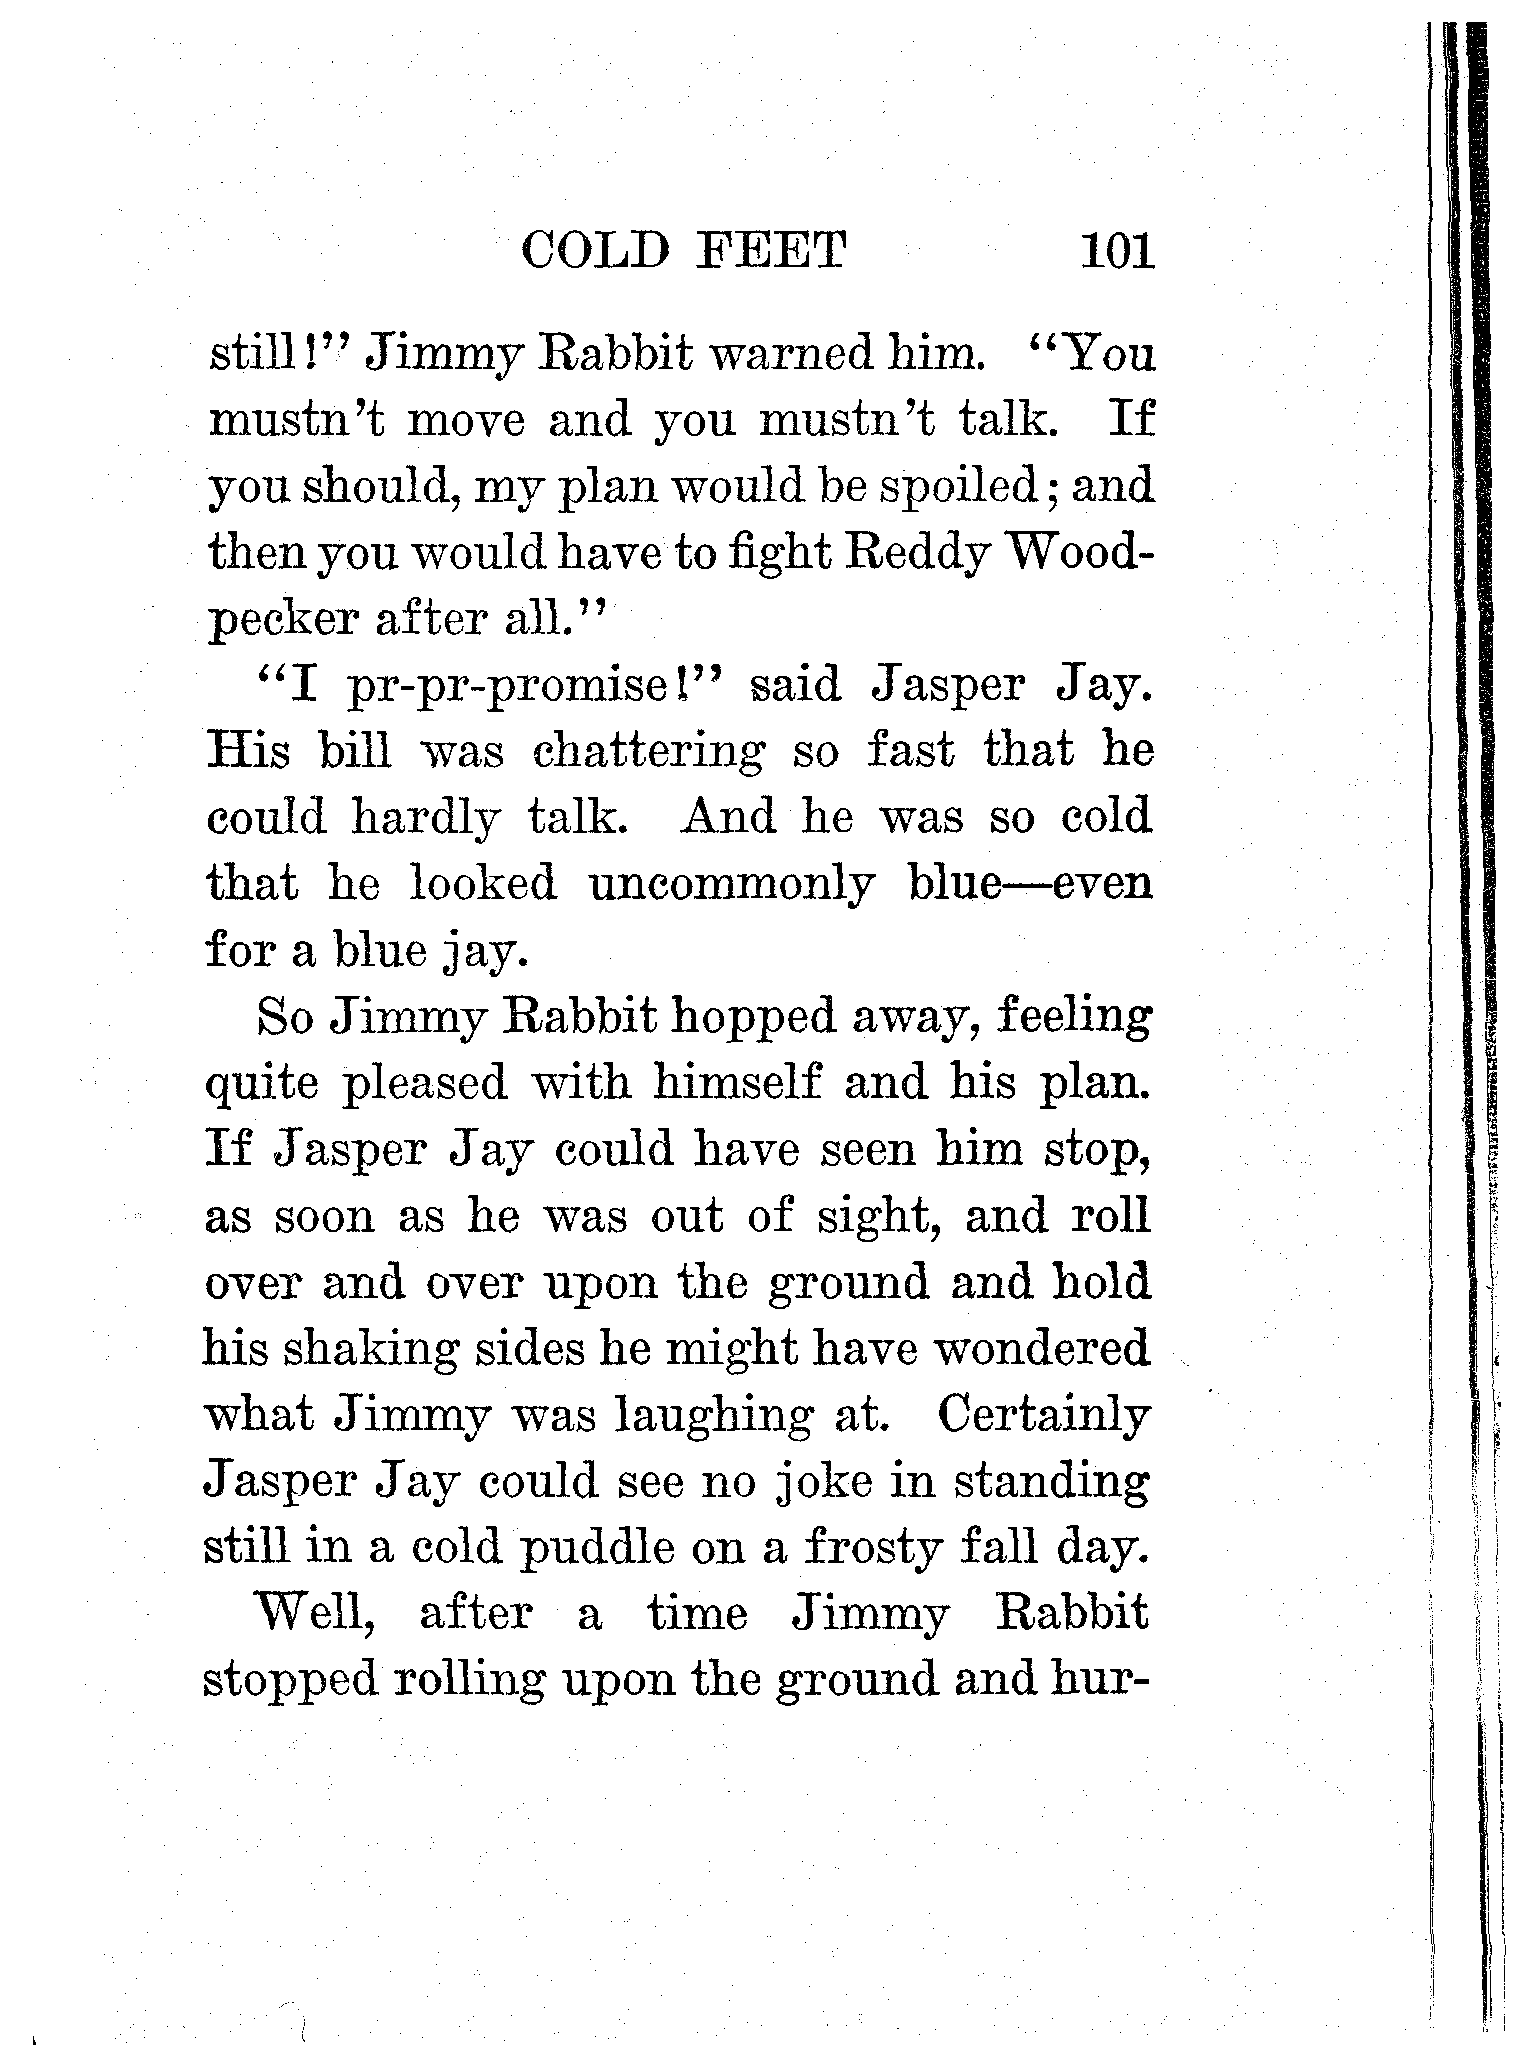 COLD FEET 101
still!" Jimmy Rabbit warned him. "You
mustn't move and you mustn't talk. If
you should, my plan would be spoiled; and
then you would have to fight Reddy Wood-
pecker after all."
"I pr-pr-promise!" said Jasper Jay.
His bill was chattering so fast that he
could hardly talk. And he was so cold
that he looked uncommonly blue—even
for a blue jay.
So Jimmy Rabbit hopped away, feeling
quite pleased with himself and his plan.
If Jasper Jay could have seen him stop,
as soon as he was out of sight, and roll
over and over upon the ground and hold
his shaking sides he might have wondered
what Jimmy was laughing at. Certainly
Jasper Jay could see no joke in standing
still in a cold puddle on a frosty fall day.
Well, after a time Jimmy Rabbit
stopped rolling upon the ground and hur-